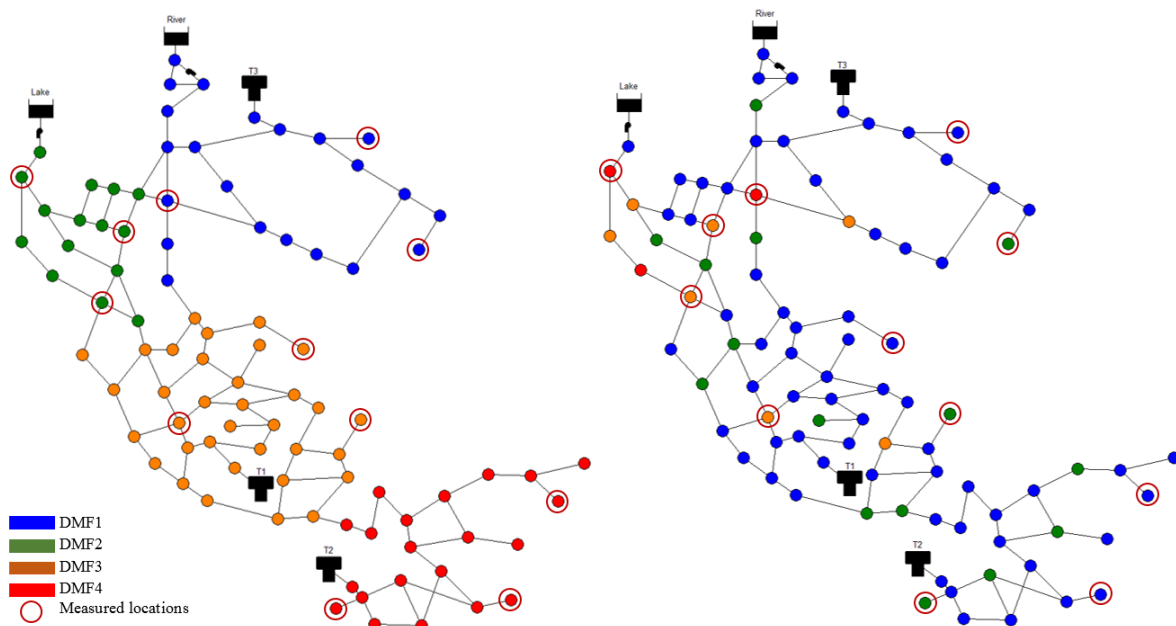 River
T3
Lake
T1
T2
DMF1
DMF2
DMF3
DMF4
Measured locations
River
T3
Lake
T1
T2